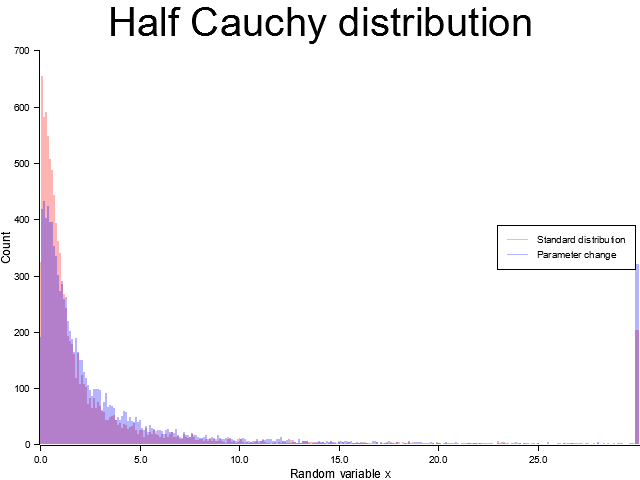 Half Cauchy distribution
700
600
500
400
300
200
100
0
Count
0.0 5.0 10.0 15.0 20.0 25.0
Random variable x
Standard distribution
Parameter change